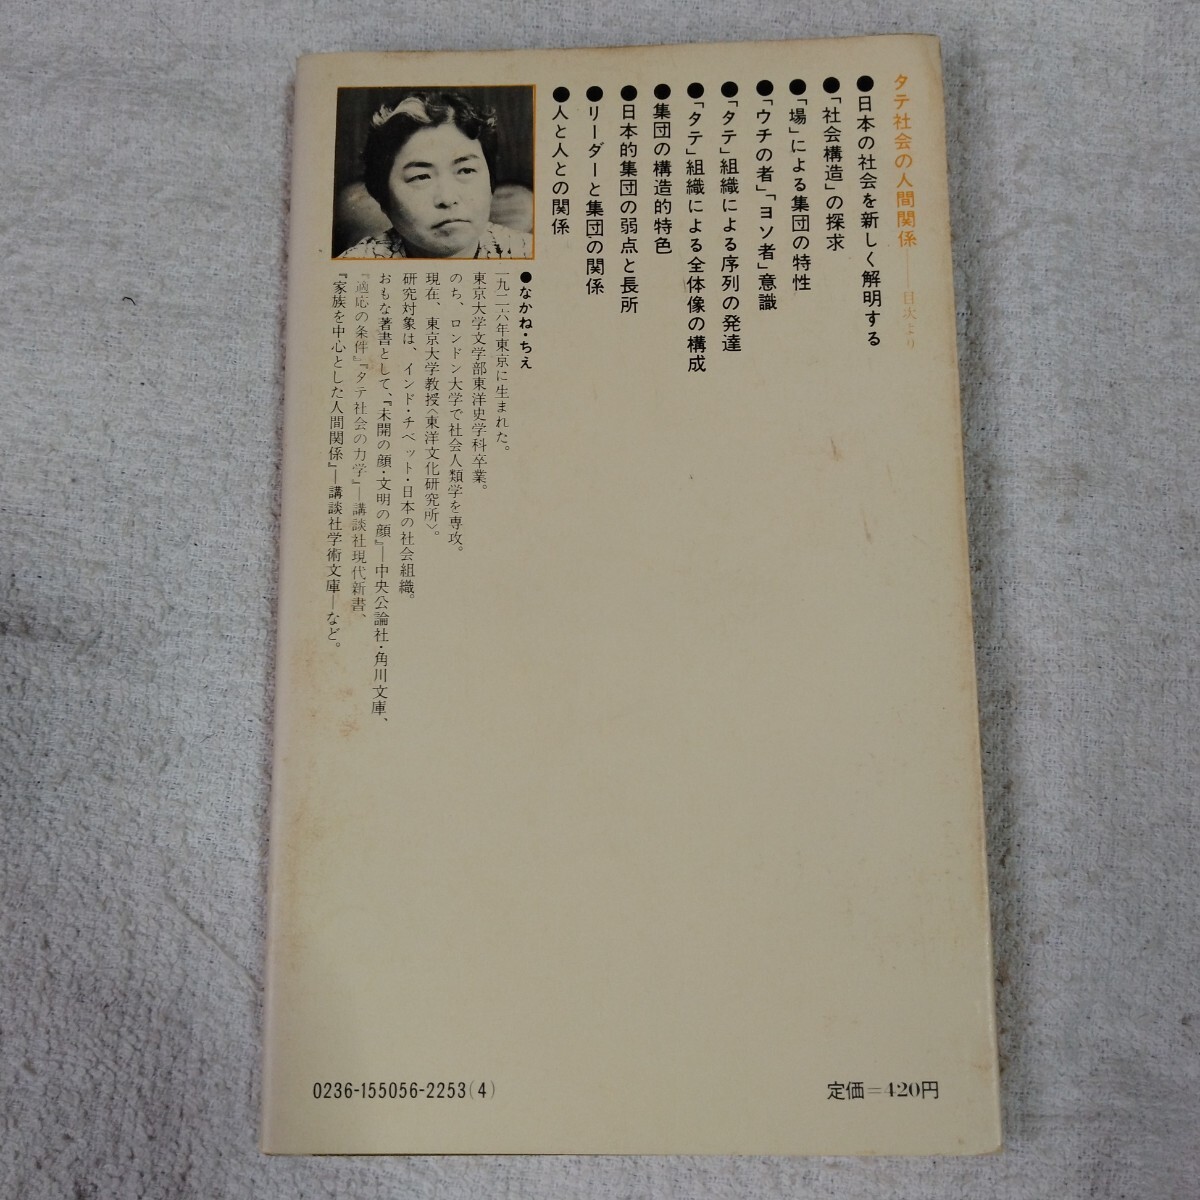 タテ社会の人間関係――目次より
●日本の社会を新しく解明する
●「社会構造」の探求
●「場」による集団の特性
●「ウチの者」「ヨソ者」意識
●「タテ」組織による序列の発達
●「タテ」組織による全体像の構成
●集団の構造的特色
●日本的集団の弱点と長所
●リーダーと集団の関係
●人と人との関係
●なかね・ちえ
一九二六年東京に生まれた。
東京大学文学部東洋史学科卒業。
のち、ロンドン大学で社会人類学を専攻。
現在、東京大学教授〈東洋文化研究所〉。
研究対象は、インド・チベット・日本の社会組織。
おもな著書として、『未開の顔・文明の顔』―中央公論社・角川文庫、
『適応の条件』『タテ社会の力学』―講談社現代新書、
『家族を中心とした人間関係』―講談社学術文庫―など。
0236-155056-2253(4)
定価=420円